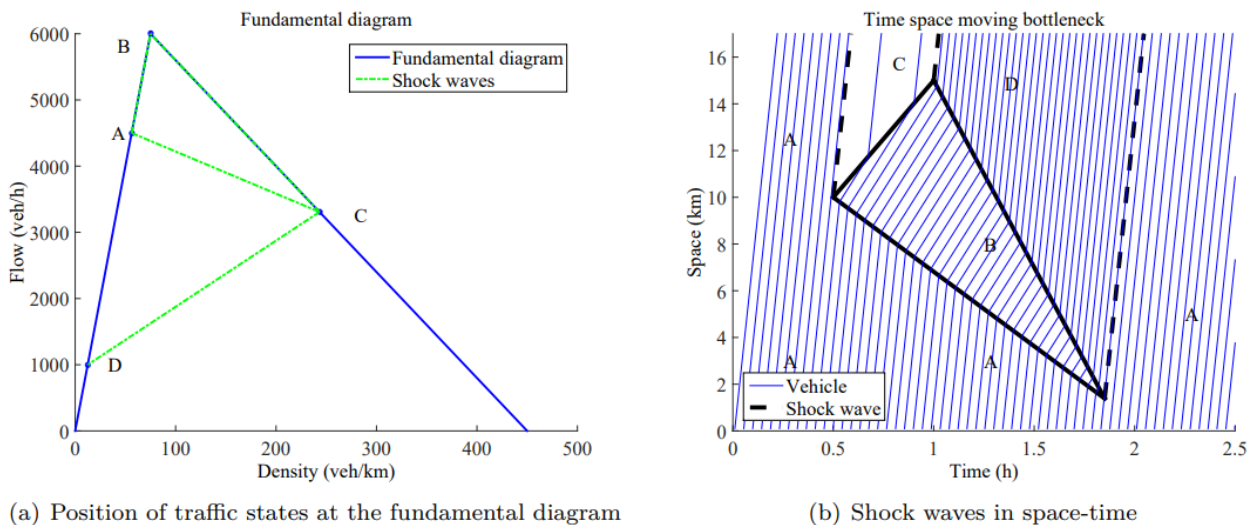 Fundamental diagram
6000
5000
4000
3000
2000
1000
0
Flow (veh/h)
B
A
C
D
Fundamental diagram
Shock waves
0
100
200
300
400
500
Density (veh/km)
(a) Position of traffic states at the fundamental diagram
Time space moving bottleneck
16
14
12
10
8
6
4
2
0
Space (km)
C
D
A
B
A
A
A
Vehicle
Shock wave
0
0.5
1
1.5
2
2.5
Time (h)
(b) Shock waves in space-time